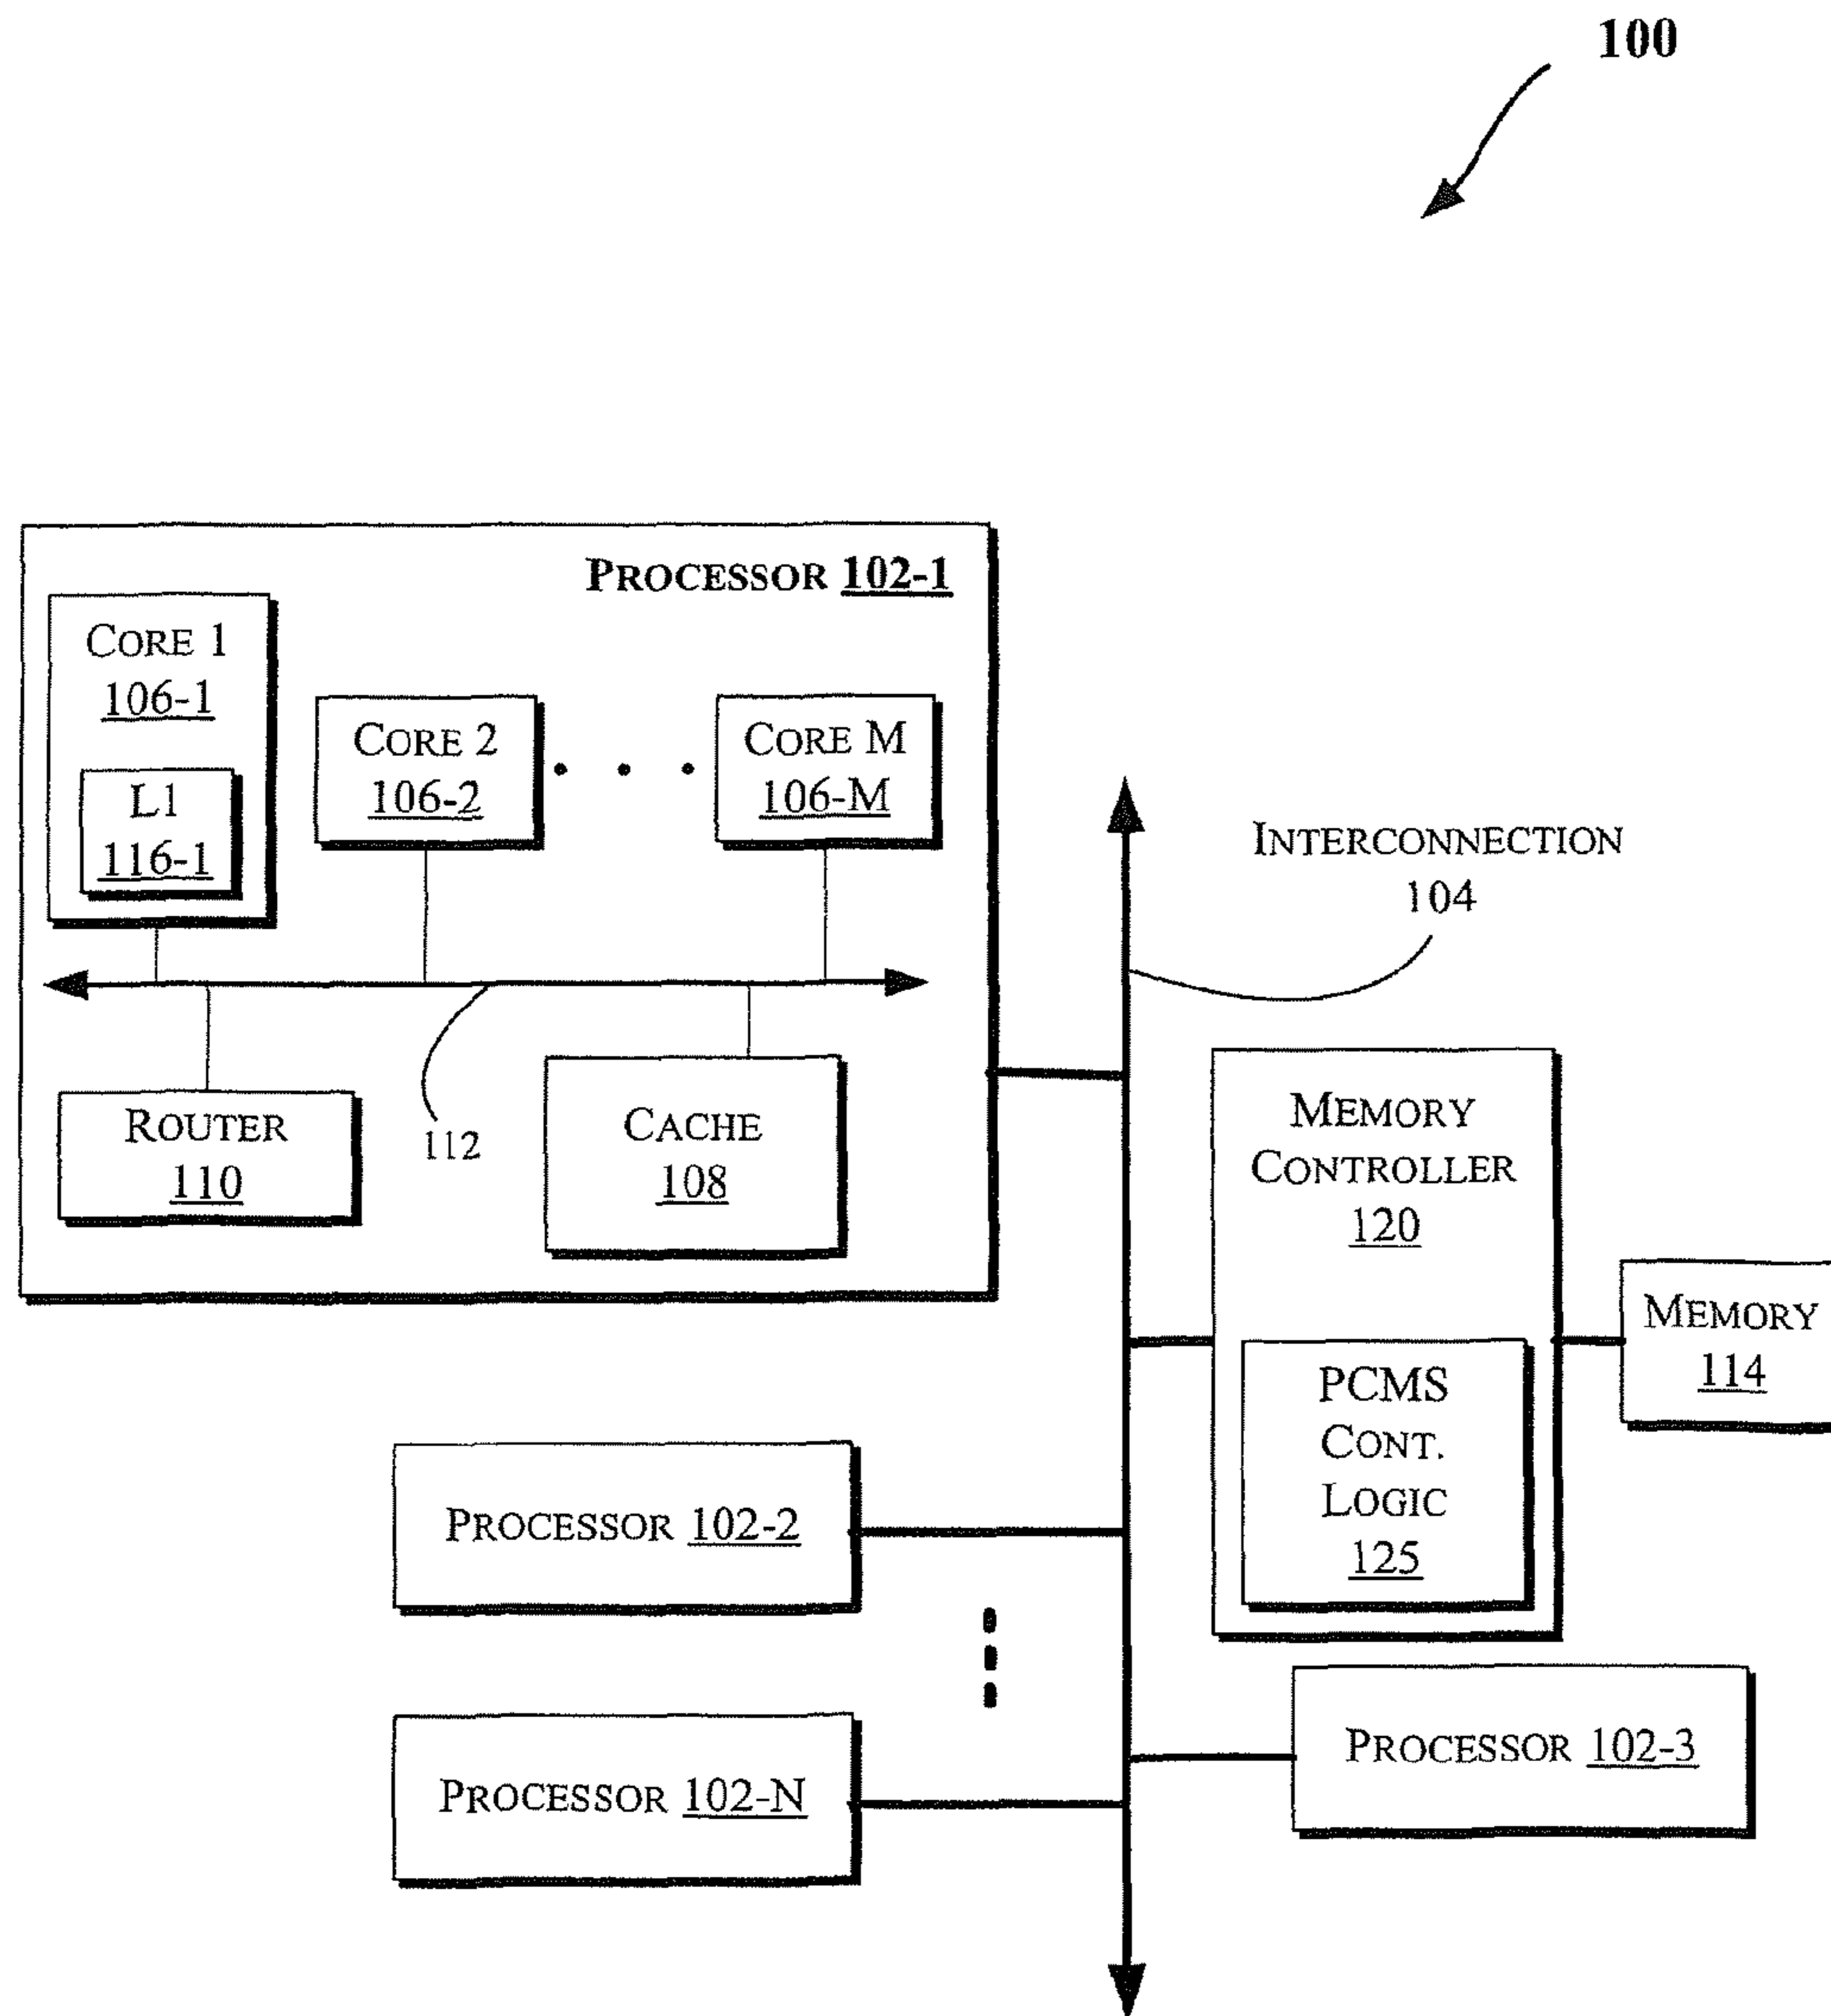 100
PROCESSOR 102-1
CORE 1
106-1
L1
116-1
CORE 2
106-2
CORE M
106-M
ROUTER
110
112
CACHE
108
INTERCONNECTION
104
MEMORY
CONTROLLER
120
PCMS
CONT.
LOGIC
125
MEMORY
114
PROCESSOR 102-2
PROCESSOR 102-N
PROCESSOR 102-3